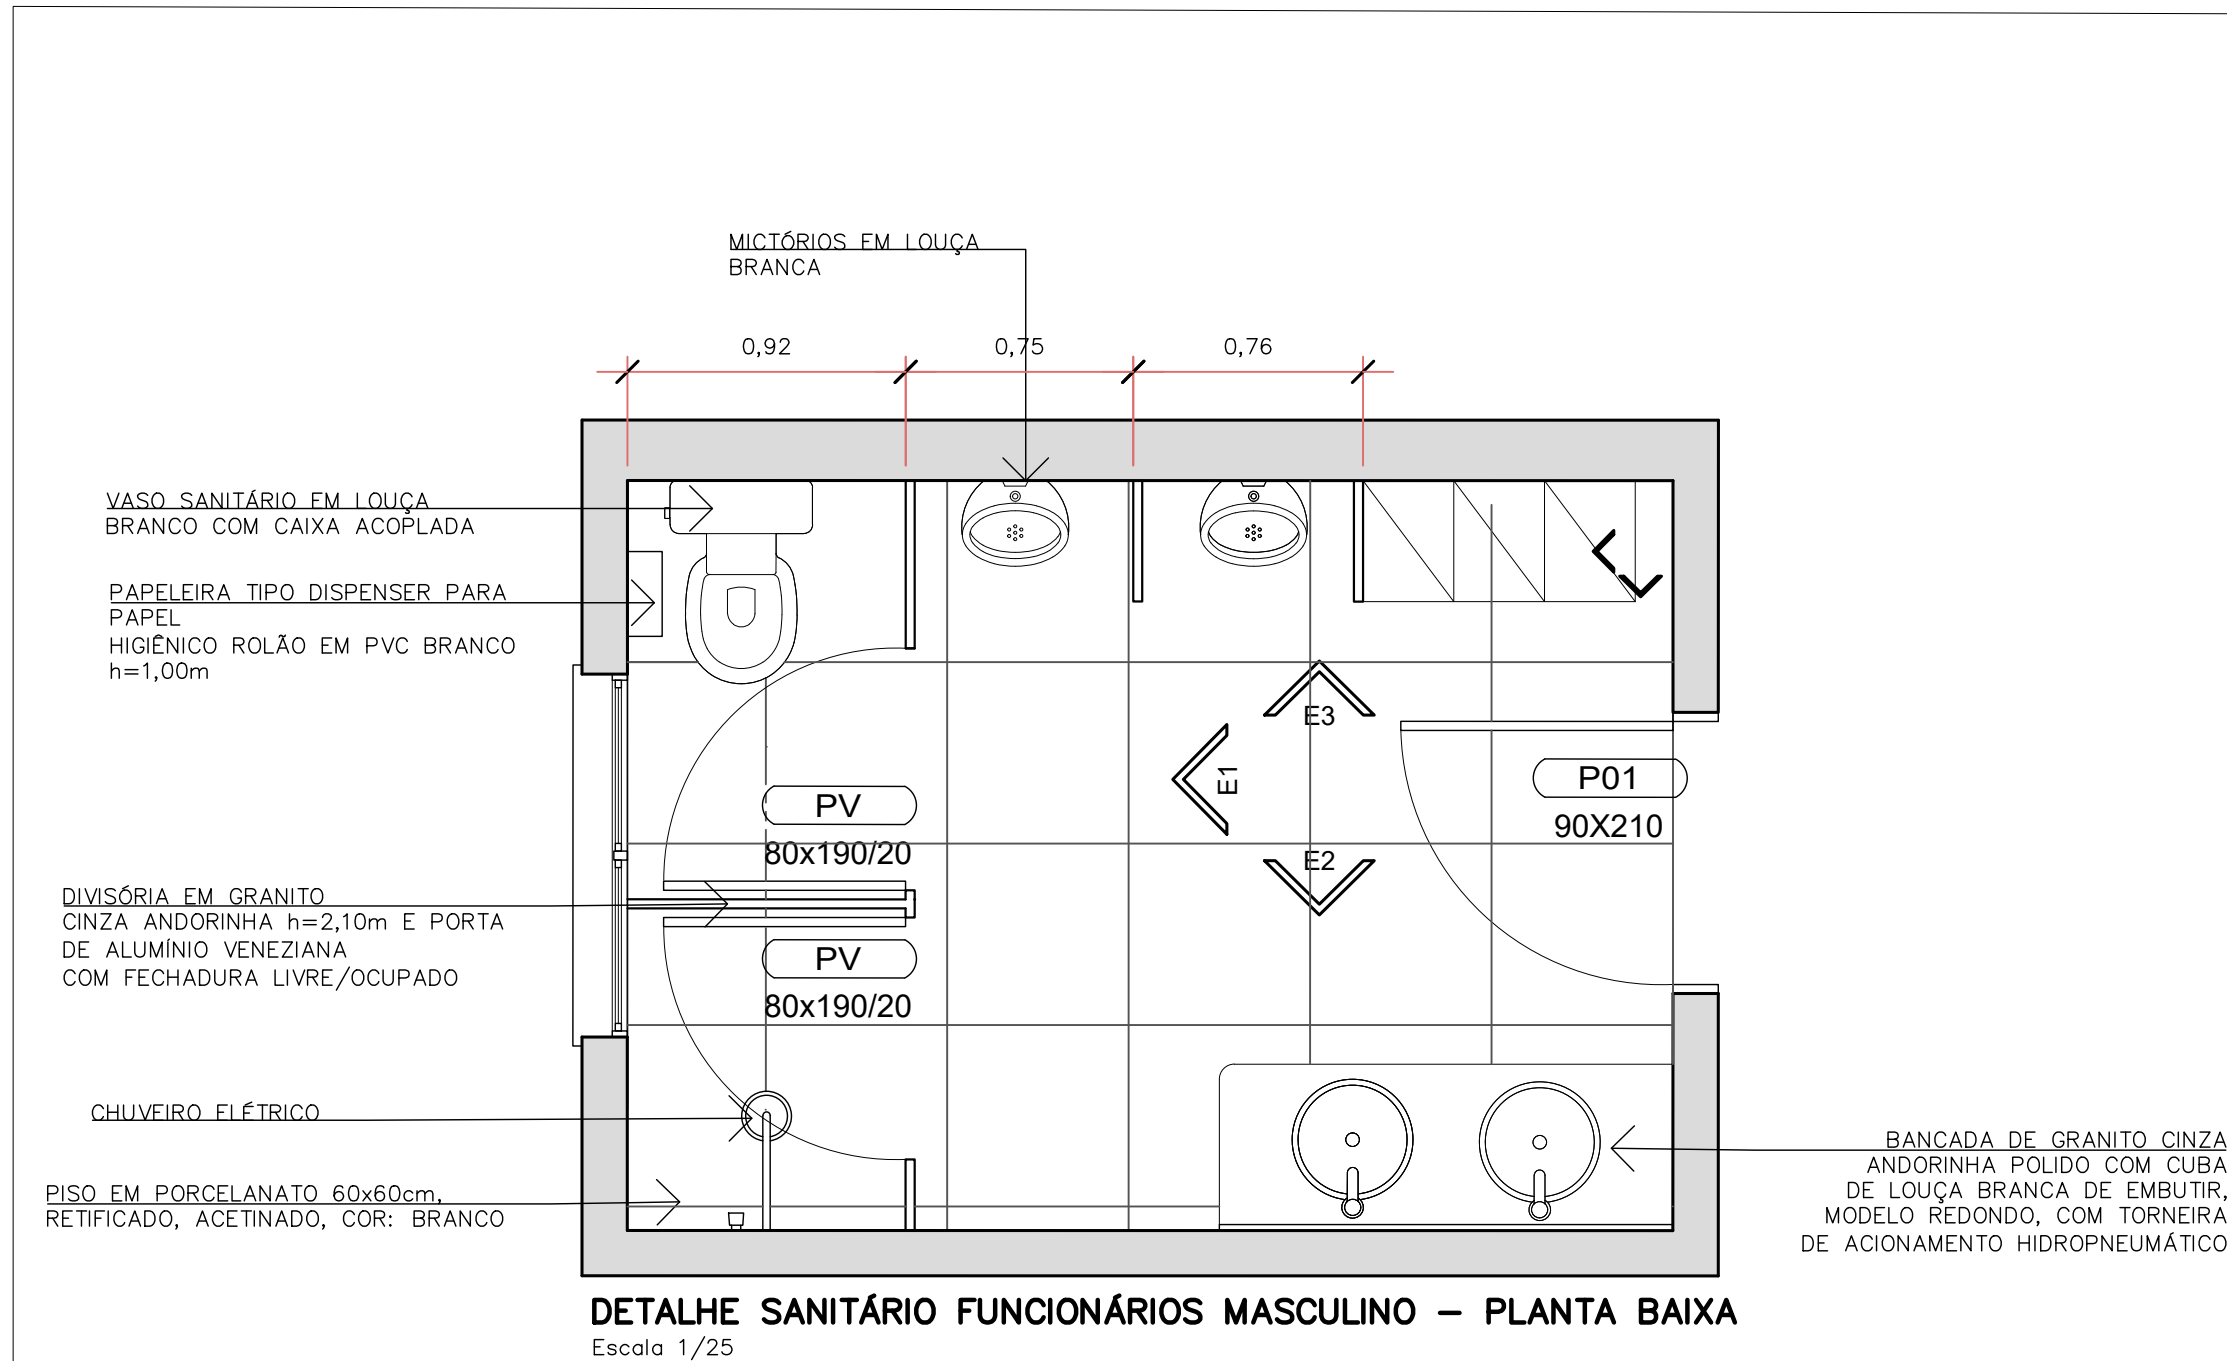 MICTÓRIOS EM LOUÇA
BRANCA
0,92
0,75
0,76
VASO SANITÁRIO EM LOUÇA
BRANCO COM CAIXA ACOPLADA
PAPELEIRA TIPO DISPENSER PARA
PAPEL
HIGIÊNICO ROLÃO EM PVC BRANCO
h=1,00m
E3
E1
E2
P01
90X210
PV
80x190/20
DIVISÓRIA EM GRANITO
CINZA ANDORINHA h=2,10m E PORTA
DE ALUMÍNIO VENEZIANA
COM FECHADURA LIVRE/OCUPADO
PV
80x190/20
CHUVEIRO ELÉTRICO
PISO EM PORCELANATO 60x60cm,
RETIFICADO, ACETINADO, COR: BRANCO
BANCADA DE GRANITO CINZA
ANDORINHA POLIDO COM CUBA
DE LOUÇA BRANCA DE EMBUTIR,
MODELO REDONDO, COM TORNEIRA
DE ACIONAMENTO HIDROPNEUMÁTICO
DETALHE SANITÁRIO FUNCIONÁRIOS MASCULINO – PLANTA BAIXA
Escala 1/25